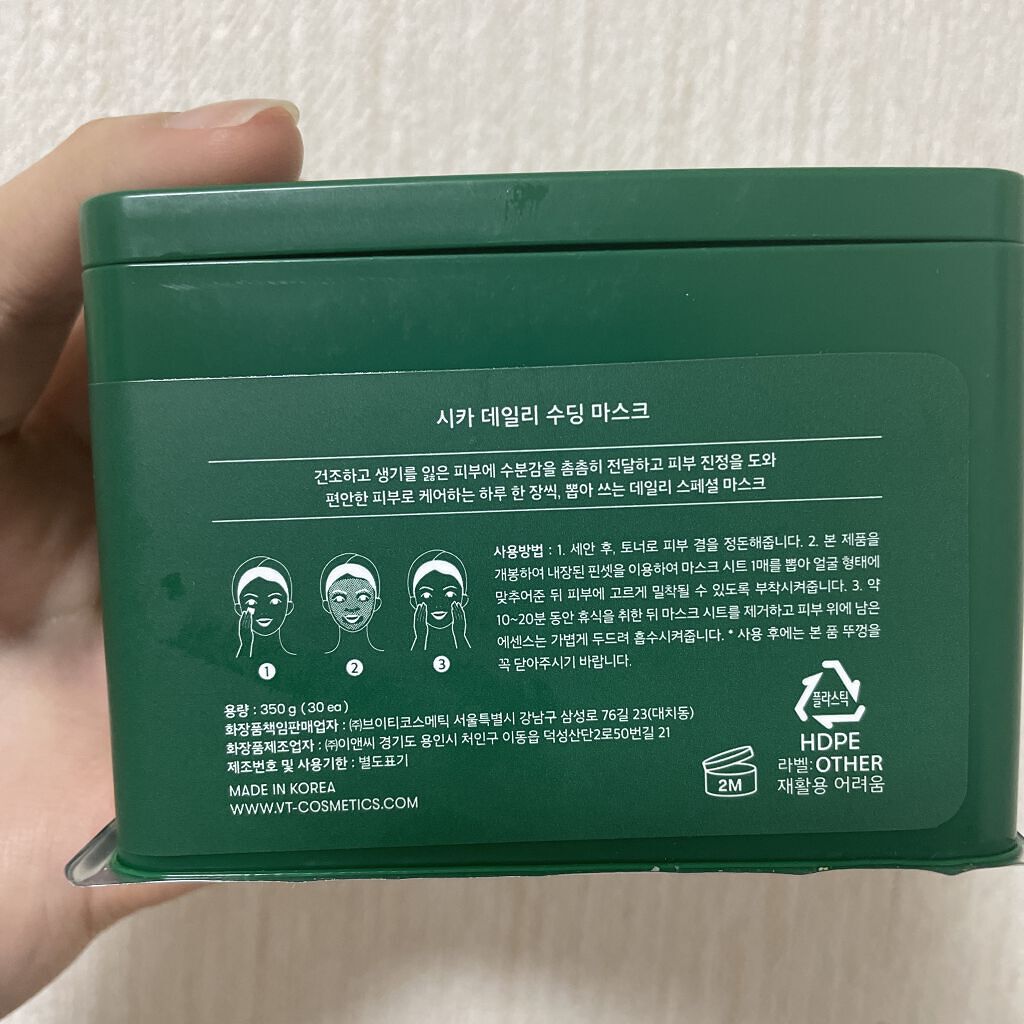 시카 데일리 수딩 마스크
건조하고 생기를 잃은 피부에 수분감을 촘촘히 전달하고 피부 진정을 도와
편안한 피부로 케어하는 하루 한 장씩, 뽑아 쓰는 데일리 스페셜 마스크
사용방법 : 1. 세안 후, 토너로 피부 결을 정돈해줍니다. 2. 본 제품을
개봉하여 내장된 핀셋을 이용하여 마스크 시트 1매를 뽑아 얼굴 형태에
맞추어준 뒤 피부에 고르게 밀착될 수 있도록 부착시켜줍니다. 3. 약
10~20분 동안 휴식을 취한 뒤 마스크 시트를 제거하고 피부 위에 남은
에센스는 가볍게 두드려 흡수시켜줍니다. * 사용 후에는 본 품 뚜껑을
꼭 닫아주시기 바랍니다.
1 2 3
용량 : 350 g ( 30 ea )
화장품책임판매업자 : ㈜브이티코스메틱 서울특별시 강남구 삼성로 76길 23(대치동)
화장품제조업자 : ㈜이앤씨 경기도 용인시 처인구 이동읍 덕성산단2로50번길 21
제조번호 및 사용기한 : 별도표기
MADE IN KOREA
WWW.VT-COSMETICS.COM
2M
플라스틱
HDPE
라벨:OTHER
재활용 어려움